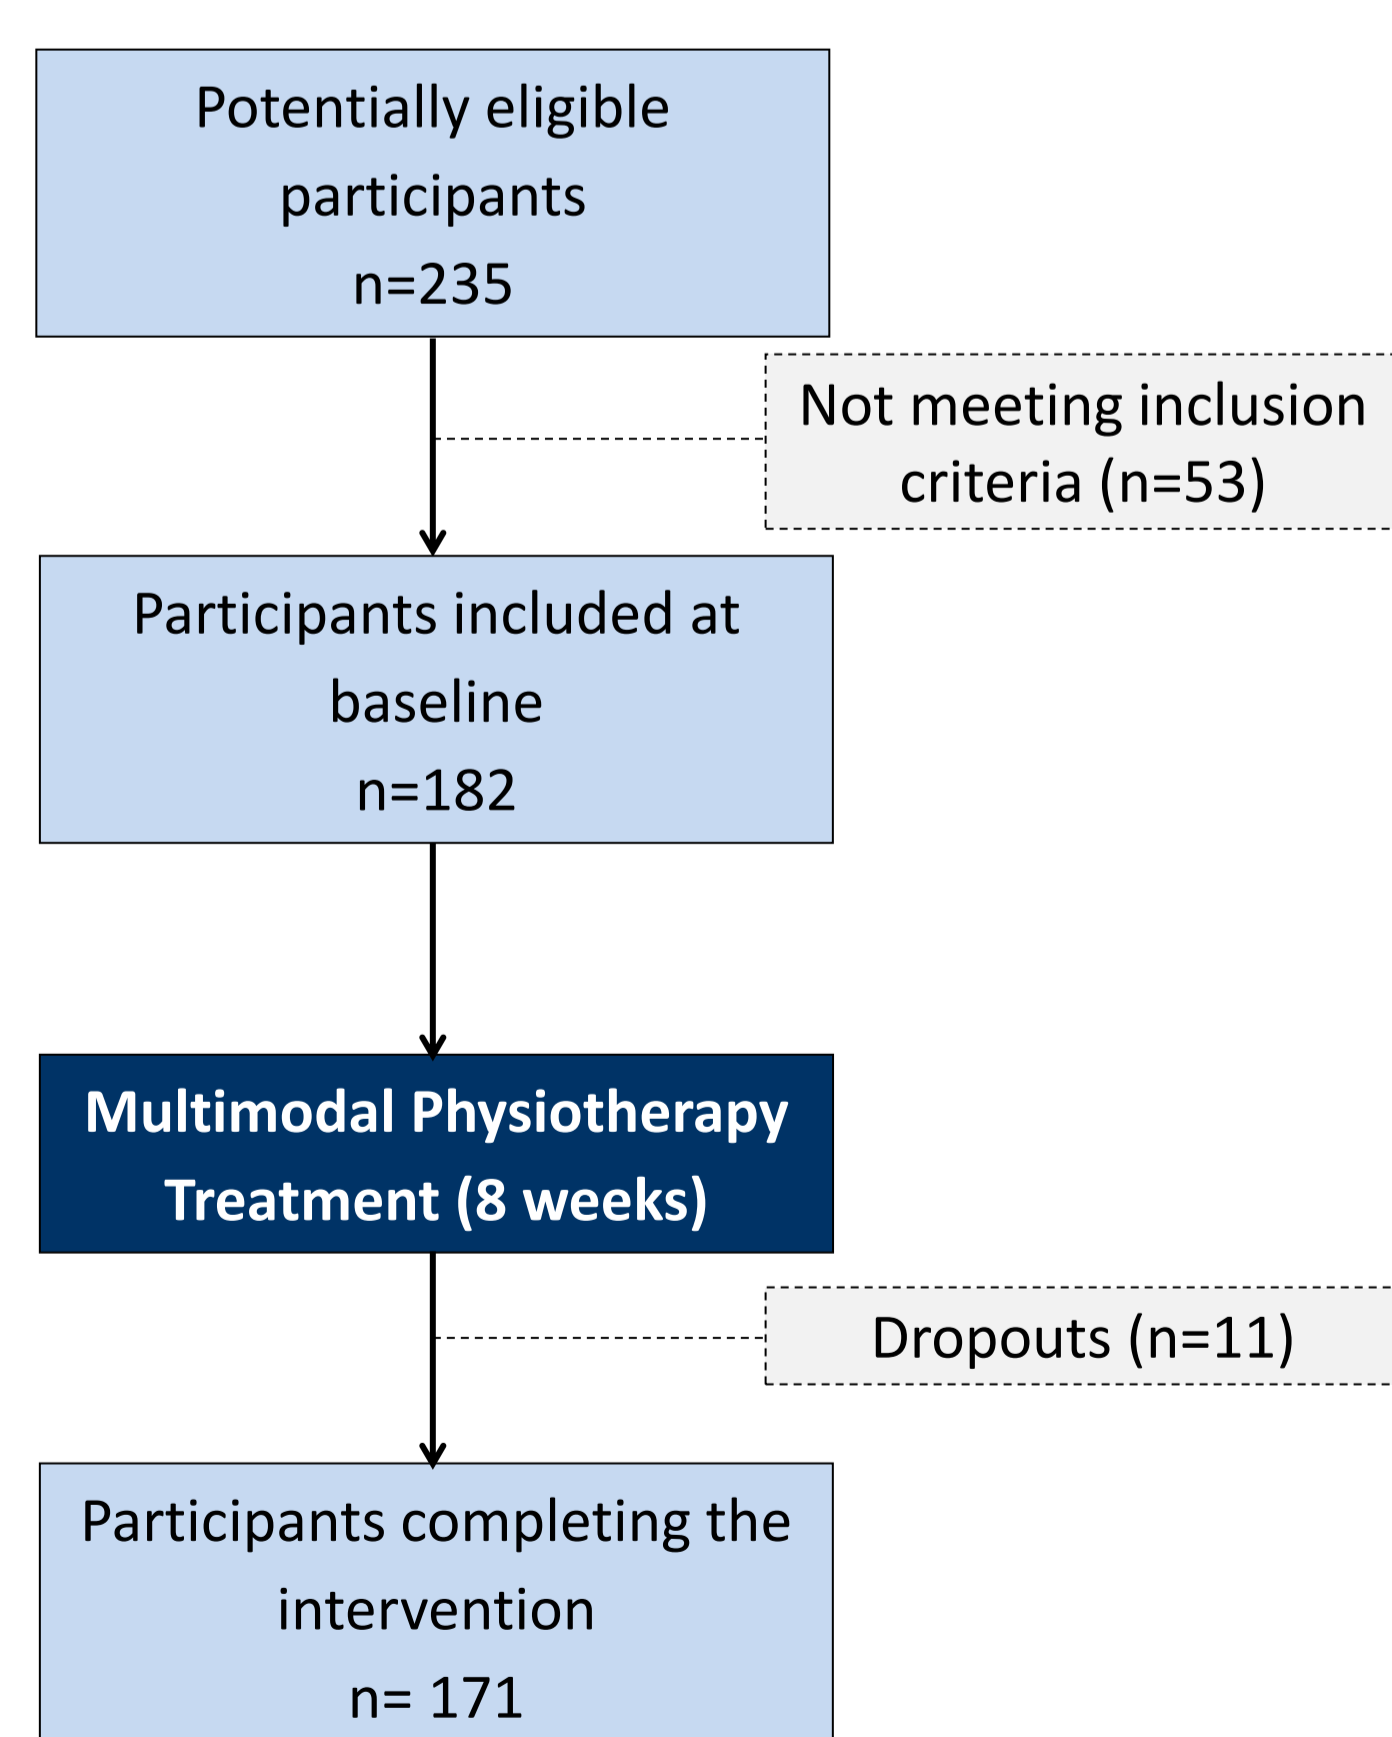 Potentially eligible
participants
n=235
Not meeting inclusion
criteria (n=53)
Participants included at
baseline
n=182
Multimodal Physiotherapy
Treatment (8 weeks)
Dropouts (n=11)
Participants completing the
intervention
n= 171